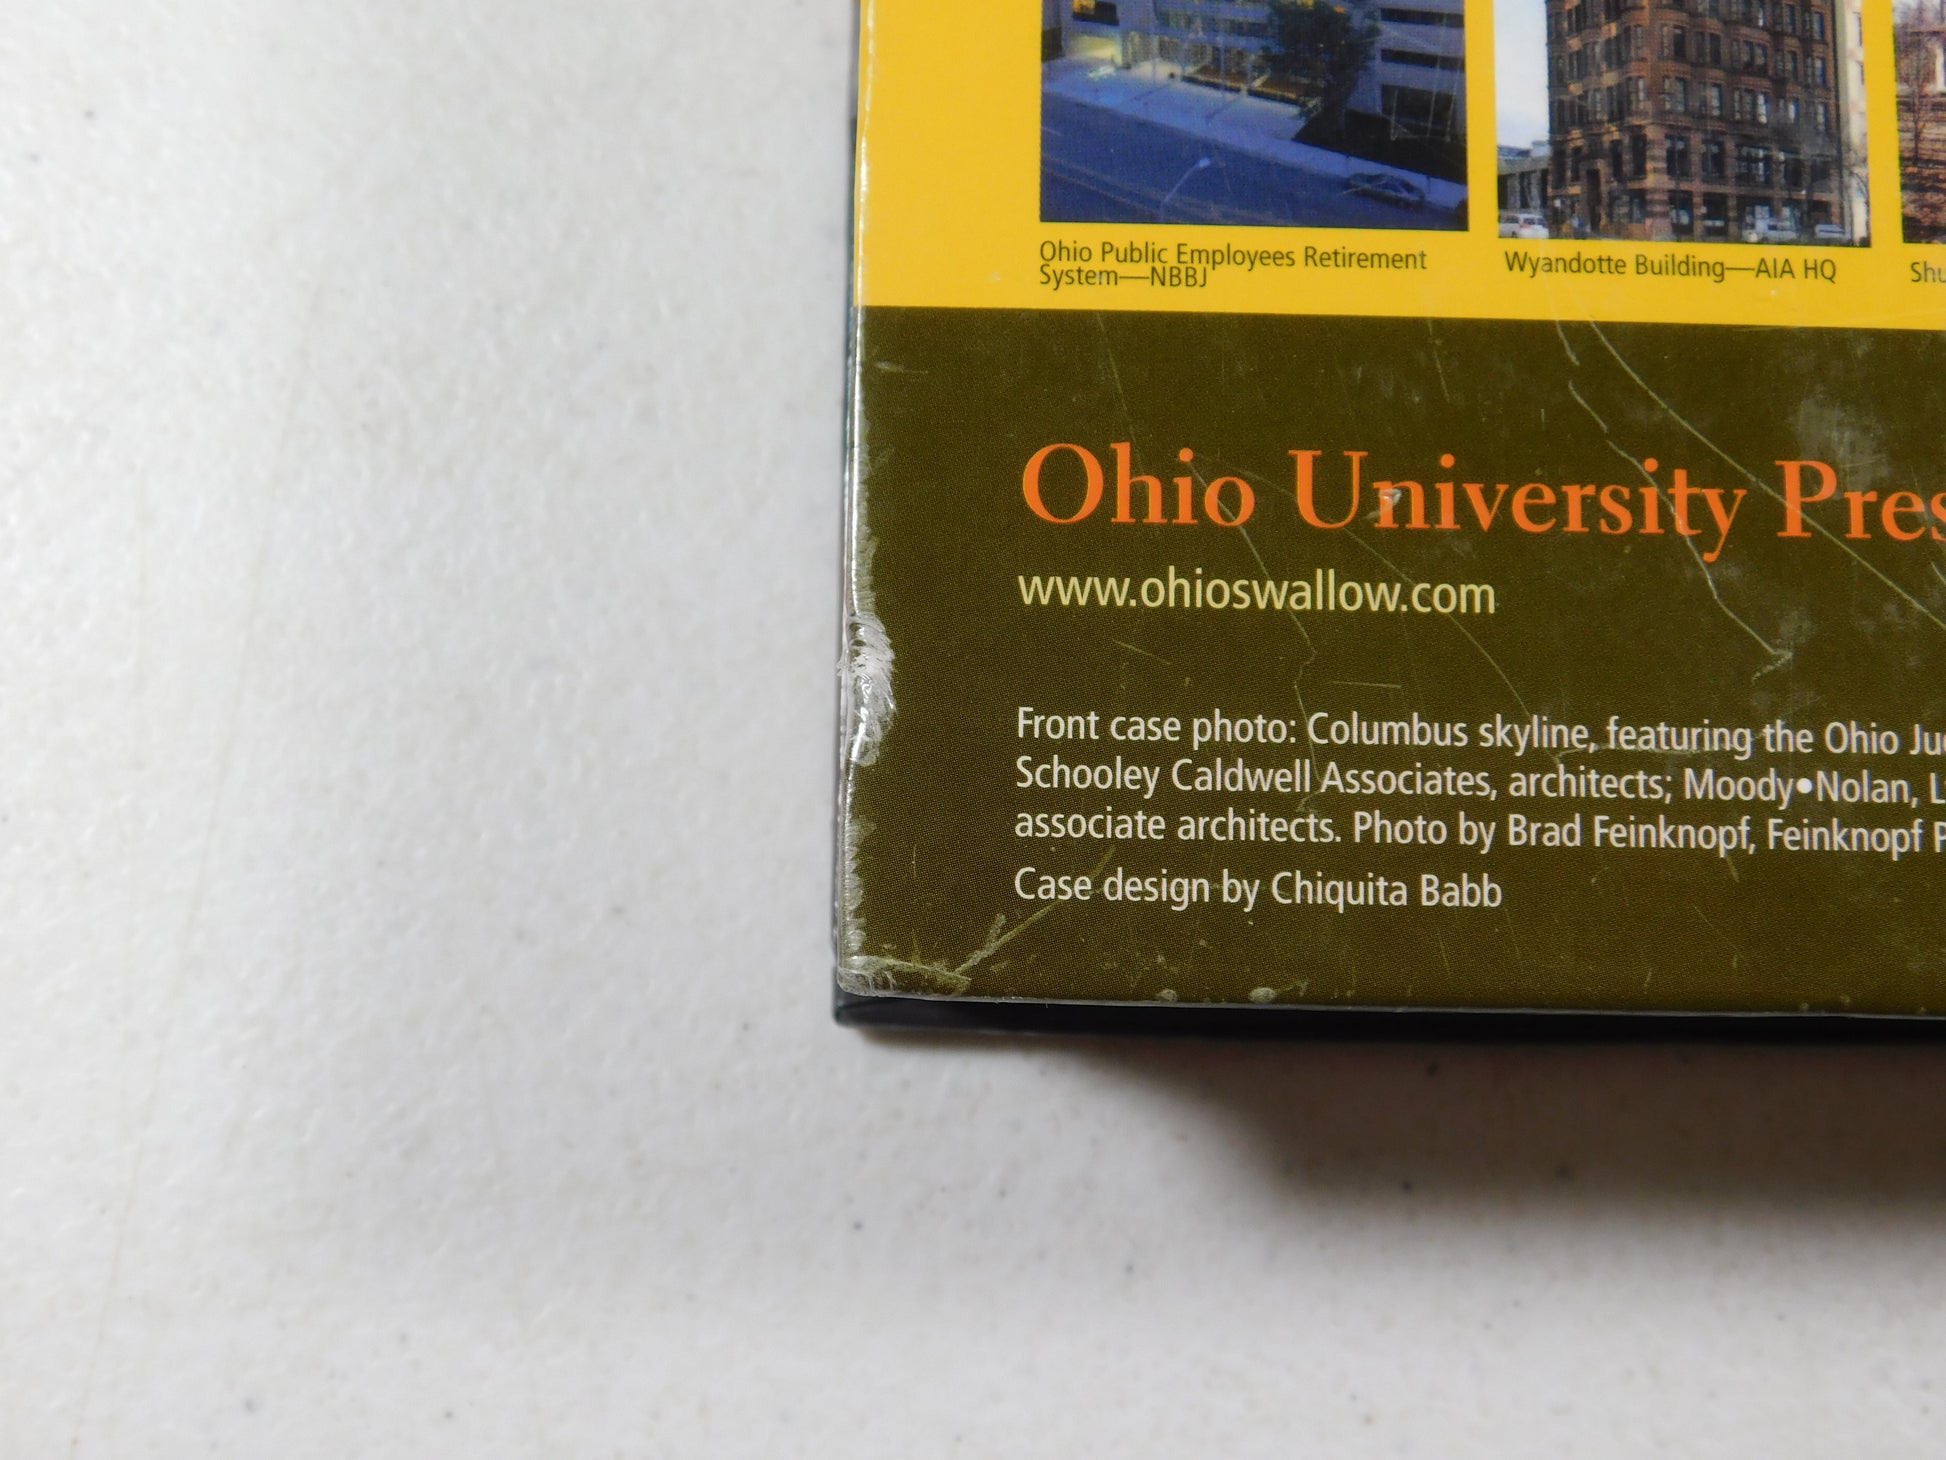 Ohio Public Employees Retirement
System—NBBJ
Wyandotte Building—AIA HQ
Ohio University
www.ohioswallow.com
Front case photo: Columbus skyline, featuring the Ohio
Schooley Caldwell Associates, architects; Moody•Nolan,
associate architects. Photo by Brad Feinknopf, Feinknopf
Case design by Chiquita Babb